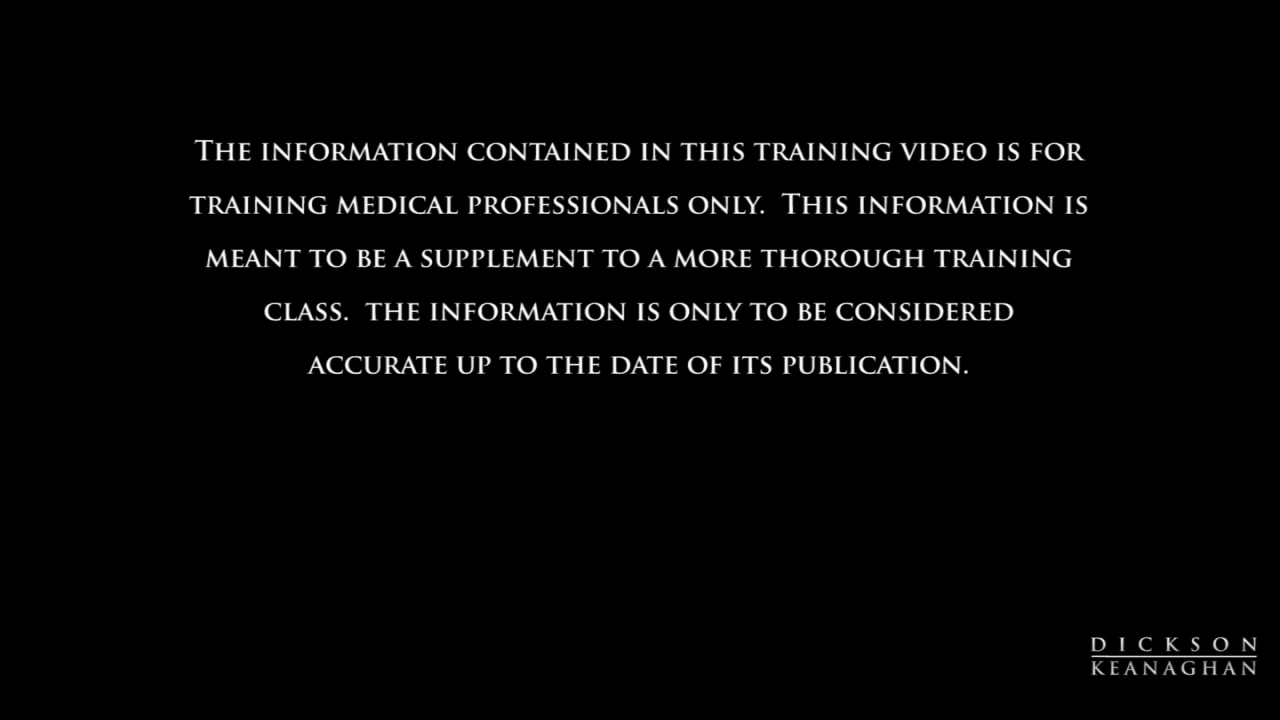 THE INFORMATION CONTAINED IN THIS TRAINING VIDEO IS FOR
TRAINING MEDICAL PROFESSIONALS ONLY.  THIS INFORMATION IS
MEANT TO BE A SUPPLEMENT TO A MORE THOROUGH TRAINING
CLASS.  THE INFORMATION IS ONLY TO BE CONSIDERED
ACCURATE UP TO THE DATE OF ITS PUBLICATION.
DICKSON
KEANAGHAN